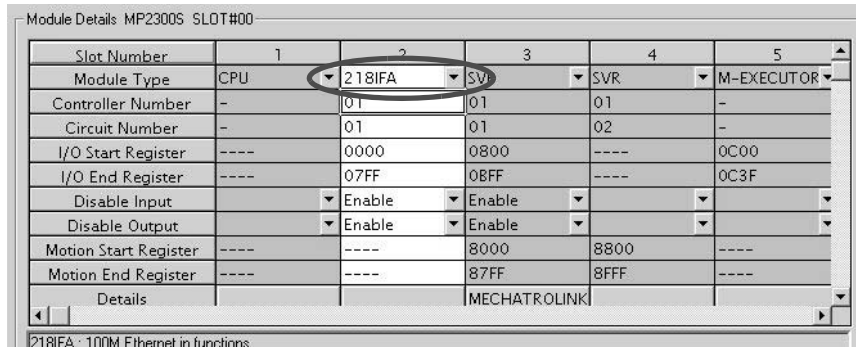 Module Details MP2300S SLOT#00
Slot Number 1 2 3 4 5
Module Type CPU 218IFA SVR M-EXECUTOR
Controller Number - 01 01 01 -
Circuit Number - 01 01 02 -
I/O Start Register ---- 0000 0800 ---- 0C00
I/O End Register ---- 07FF 0BFF ---- 0C3F
Disable Input Enable Enable
Disable Output Enable Enable
Motion Start Register ---- ---- 8000 8800 ----
Motion End Register ---- ---- 87FF 8FFF ----
Details MECHATROLINK
218IFA : 100M Ethernet in functions